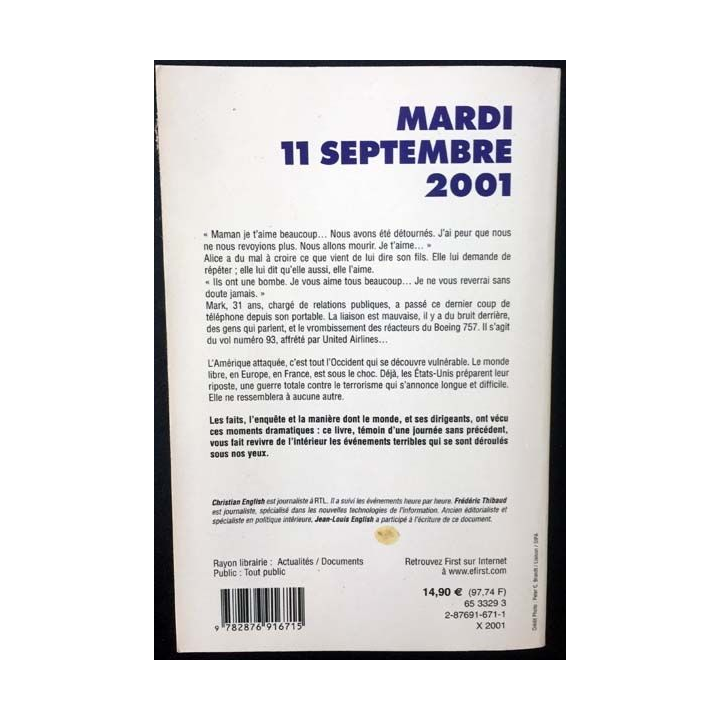 MARDI
11 SEPTEMBRE
2001
« Maman je t'aime beaucoup... Nous avons été détournés. J'ai peur que nous
ne nous revoyions plus. Nous allons mourir. Je t'aime... »
Alice a du mal à croire ce que vient de lui dire son fils. Elle lui demande de
répéter ; elle lui dit qu'elle aussi, elle l'aime.
« Ils ont une bombe. Je vous aime tous beaucoup... Je ne vous reverrai sans
doute jamais. »
Mark, 31 ans, chargé de relations publiques, a passé ce dernier coup de
téléphone depuis son portable. La liaison est mauvaise, il y a du bruit derrière,
des gens qui parlent, et le vrombissement des réacteurs du Boeing 757. Il s'agit
du vol numéro 93, affrété par United Airlines...
L'Amérique attaquée, c'est tout l'Occident qui se découvre vulnérable. Le monde
libre, en Europe, en France, est sous le choc. Déjà, les États-Unis préparent leur
riposte, une guerre totale contre le terrorisme qui s'annonce longue et difficile.
Elle ne ressemblera à aucune autre.
Les faits, l'enquête et la manière dont le monde, et ses dirigeants, ont vécu
ces moments dramatiques : ce livre, témoin d'une journée sans précédent,
vous fait revivre de l'intérieur les événements terribles qui se sont déroulés
sous nos yeux.
Christian English est journaliste à RTL. Il a suivi les événements heure par heure. Frédéric Thibaud
est journaliste, spécialisé dans les nouvelles technologies de l'information. Ancien éditorialiste et
spécialiste en politique intérieure, Jean-Louis English a participé à l'écriture de ce document.
Rayon librairie : Actualités / Documents
Public : Tout public
Retrouvez First sur Internet
à www.efirst.com
14,90 € (97,74 F)
65 3329 3
2-87691-671-1
X 2001
9 782876 916715
Crédit Photo : Peter C. Brandt / Liaison / SIPA